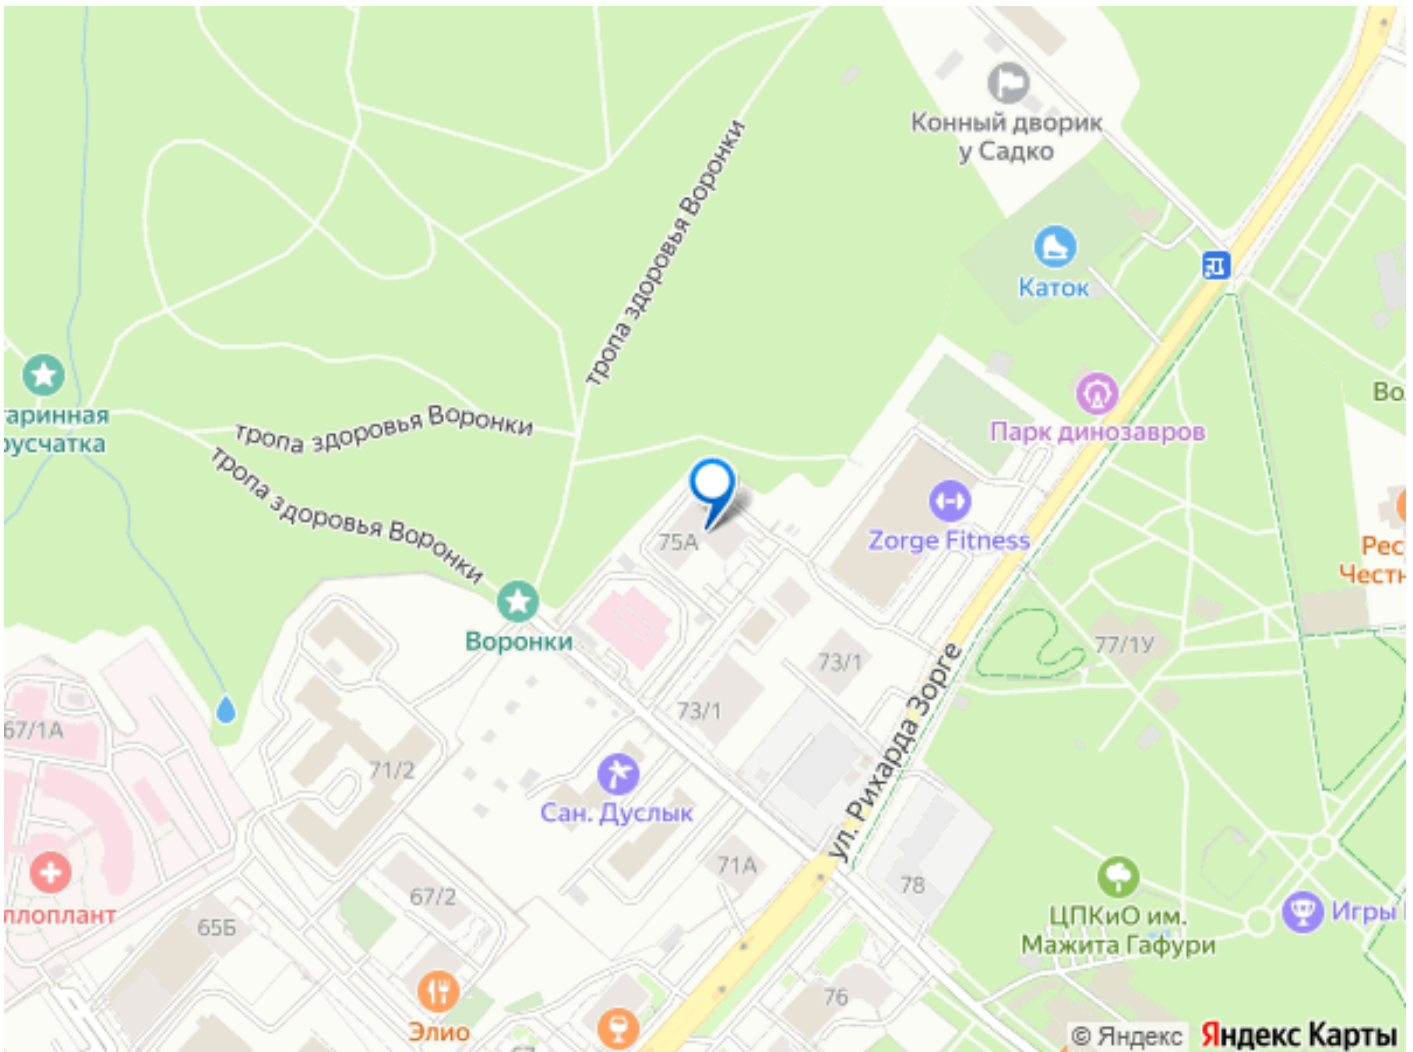 Конный дворик
у Садко
тропа здоровья Воронки
Каток
Парк динозавров
тропа здоровья Воронки
тропа здоровья Воронки
75А
Zorge Fitness
Воронки
77/1У
73/1
73/1
67/1А
71/2
ул. Рихарда Зорге
Сан. Дуслык
71А
67/2
78
65Б
ЦПКиО им.
Мажита Гафури
Игры
Элио
76
© Яндекс
Яндекс Карты